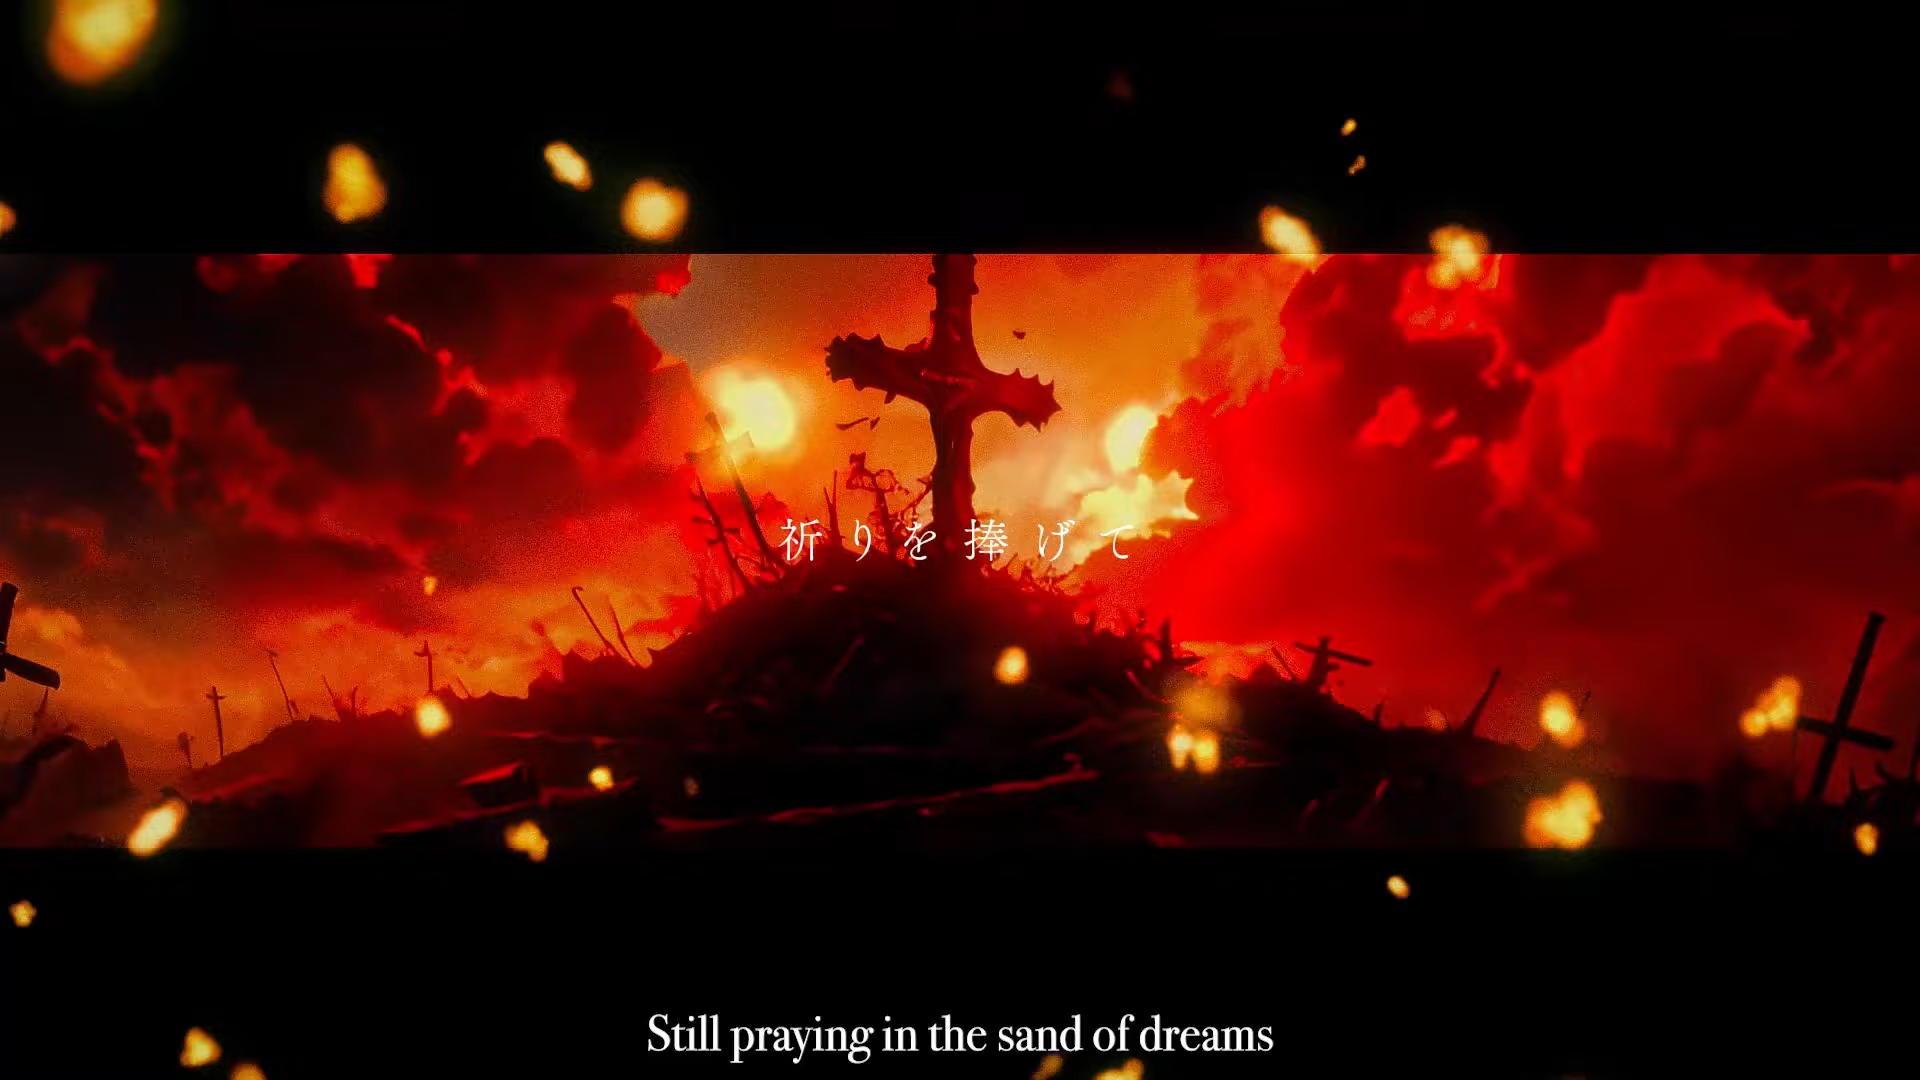 祈りを捧げて
Still praying in the sand of dreams